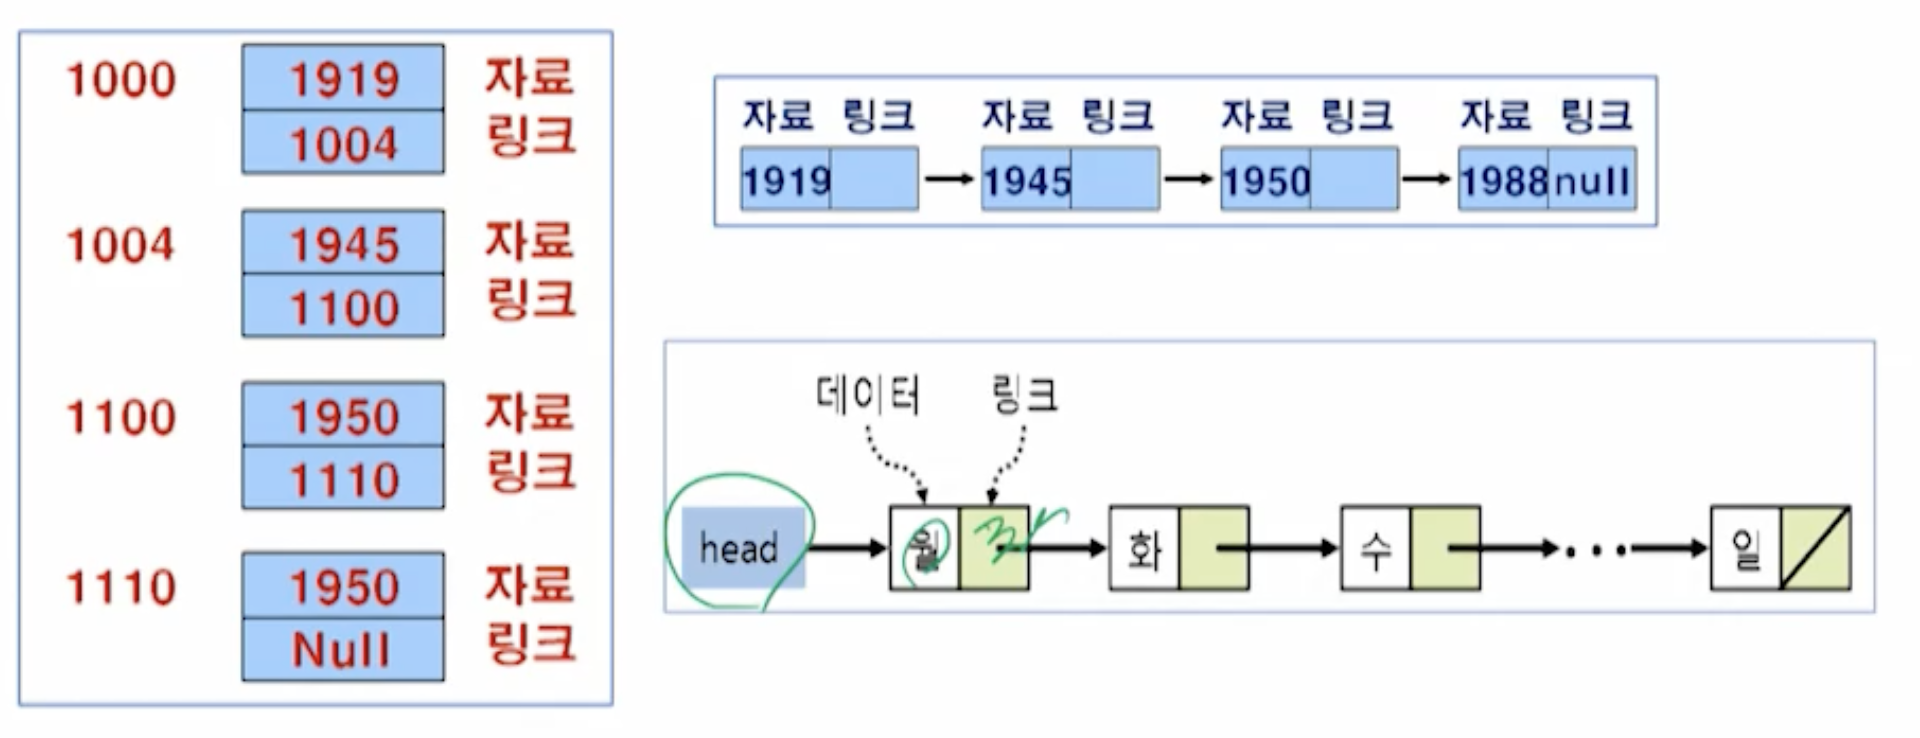 1000 1919 자료
1004 링크
1004 1945 자료
1100 링크
1100 1950 자료
1110 링크
1110 1950 자료
Null 링크
자료 링크 자료 링크 자료 링크 자료 링크
1919 1945 1950 1988 null
데이터 링크
head 월 화 수 ... 일